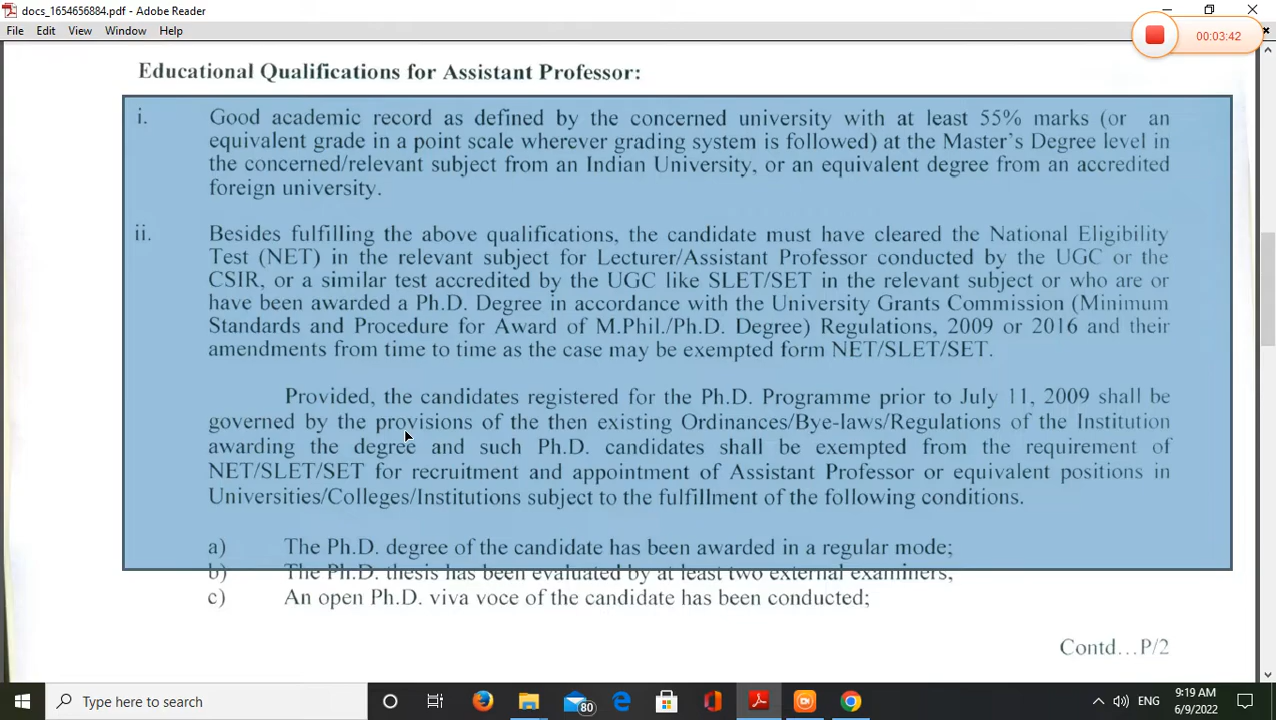 docs_1654656884.pdf - Adobe Reader
File Edit View Window Help
00:03:42
Educational Qualifications for Assistant Professor:
i. Good academic record as defined by the concerned university with at least 55% marks (or an
equivalent grade in a point scale wherever grading system is followed) at the Master's Degree level in
the concerned/relevant subject from an Indian University, or an equivalent degree from an accredited
foreign university.
ii. Besides fulfilling the above qualifications, the candidate must have cleared the National Eligibility
Test (NET) in the relevant subject for Lecturer/Assistant Professor conducted by the UGC or the
CSIR, or a similar test accredited by the UGC like SLET/SET in the relevant subject or who are or
have been awarded a Ph.D. Degree in accordance with the University Grants Commission (Minimum
Standards and Procedure for Award of M.Phil./Ph.D. Degree) Regulations, 2009 or 2016 and their
amendments from time to time as the case may be exempted form NET/SLET/SET.
Provided, the candidates registered for the Ph.D. Programme prior to July 11, 2009 shall be
governed by the provisions of the then existing Ordinances/Bye-laws/Regulations of the Institution
awarding the degree and such Ph.D. candidates shall be exempted from the requirement of
NET/SLET/SET for recruitment and appointment of Assistant Professor or equivalent positions in
Universities/Colleges/Institutions subject to the fulfillment of the following conditions.
a) The Ph.D. degree of the candidate has been awarded in a regular mode;
b) The Ph.D. thesis has been evaluated by at least two external examiners;
c) An open Ph.D. viva voce of the candidate has been conducted;
Contd...P/2
Type here to search
80
ENG
9:19 AM
6/9/2022